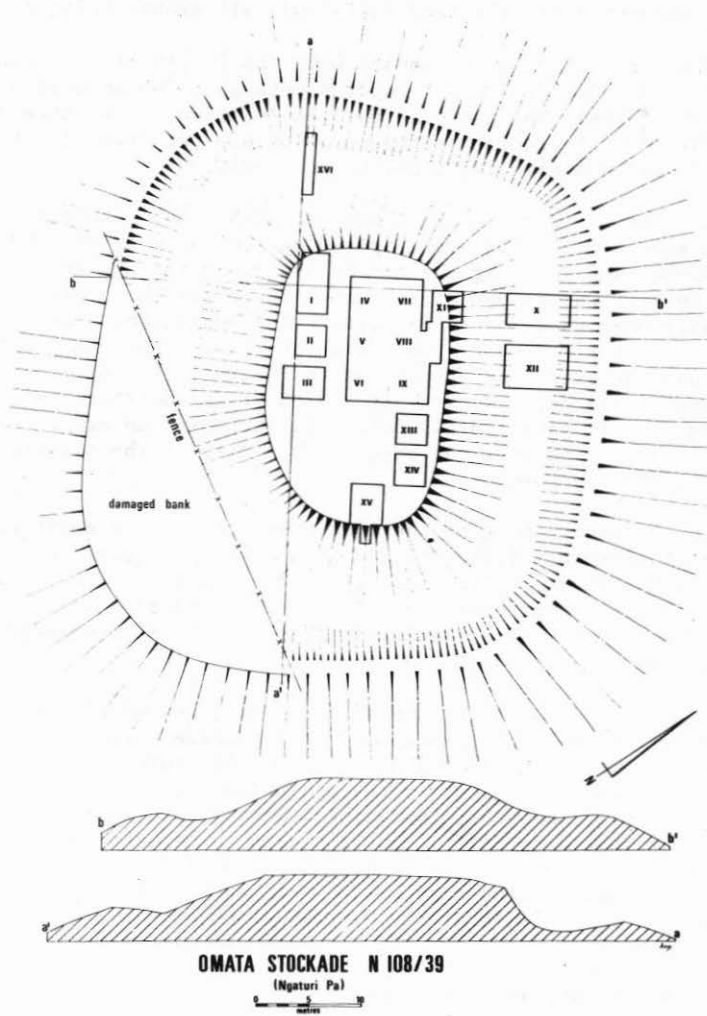 a
XVI
b
b'
I
IV
VII
XI
X
II
V
VIII
XII
III
VI
IX
fence
XIII
XIV
damaged bank
XV
a'
N
b
b'
a'
a
OMATA STOCKADE N 108/39
(Ngaturi Pa)
0 5 10
metres